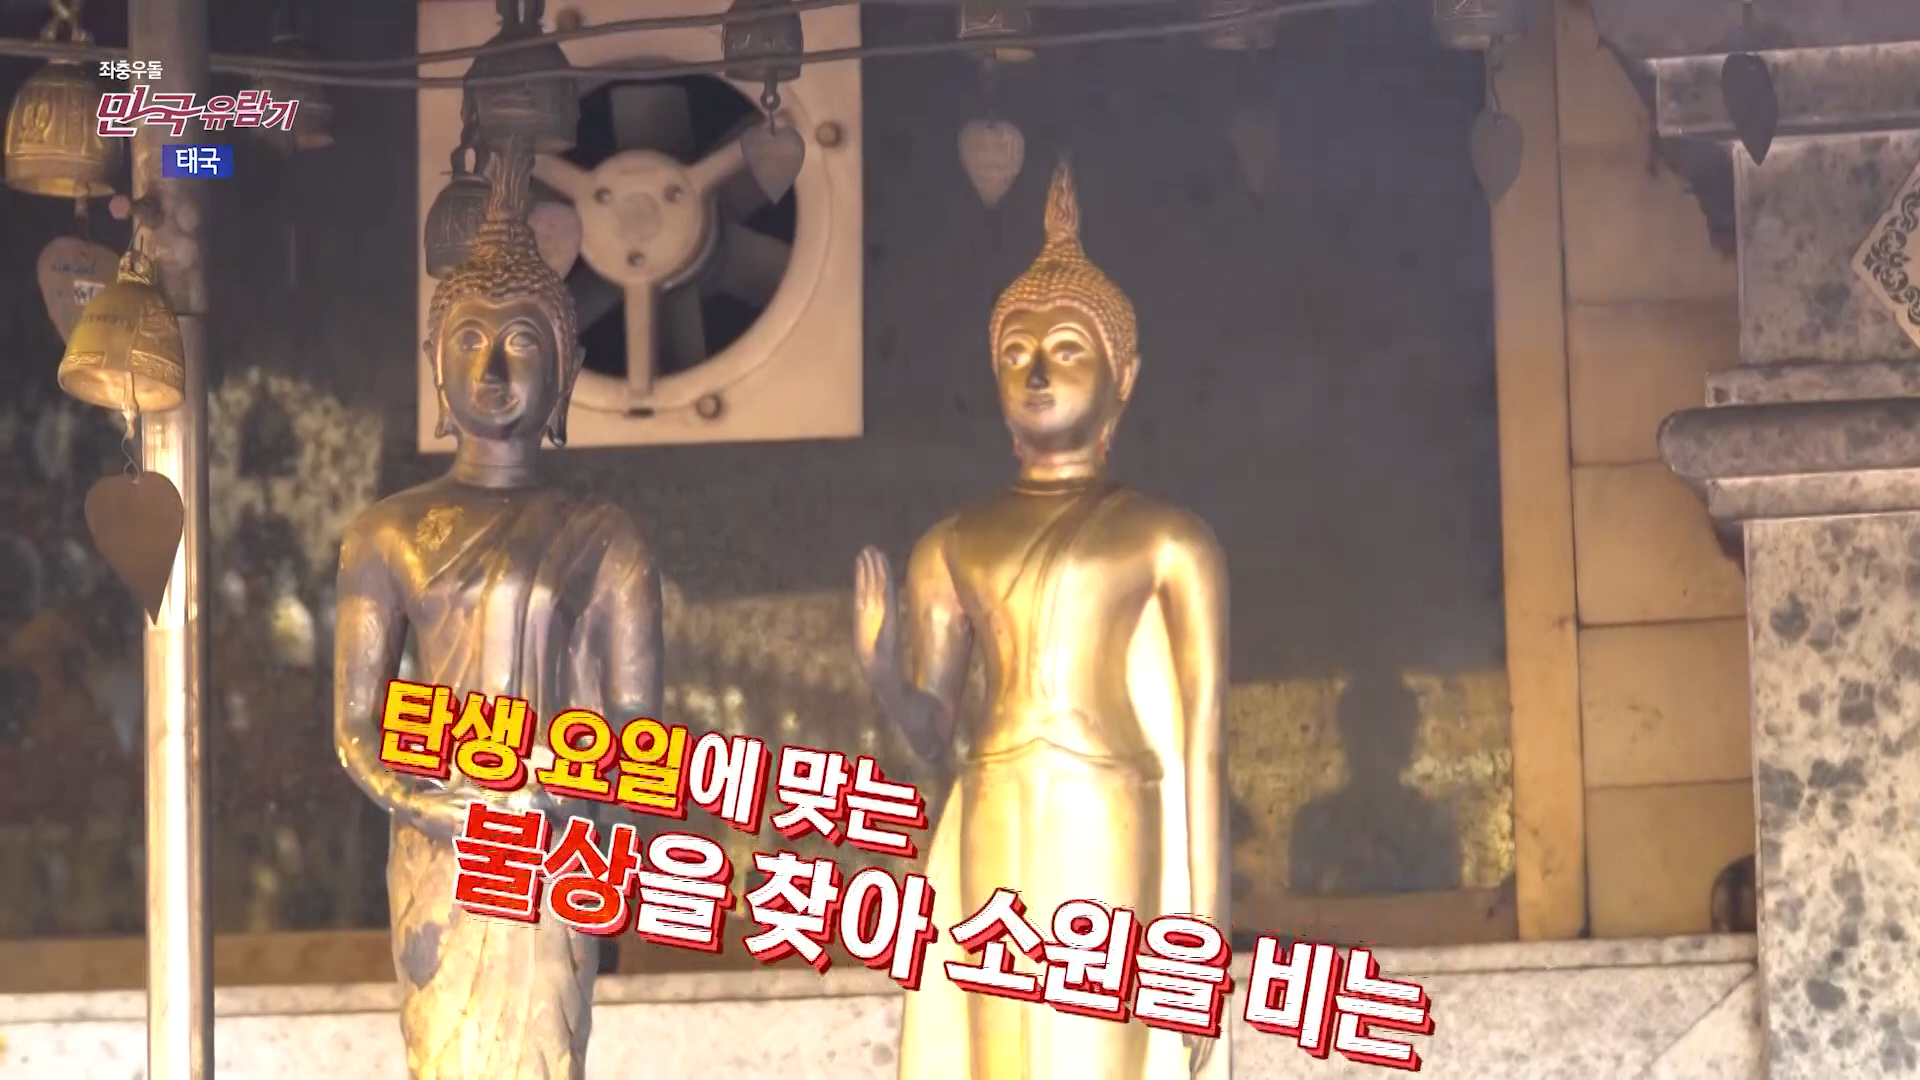 좌충우돌
민국유람기
태국
탄생 요일에 맞는
불상을 찾아 소원을 비는